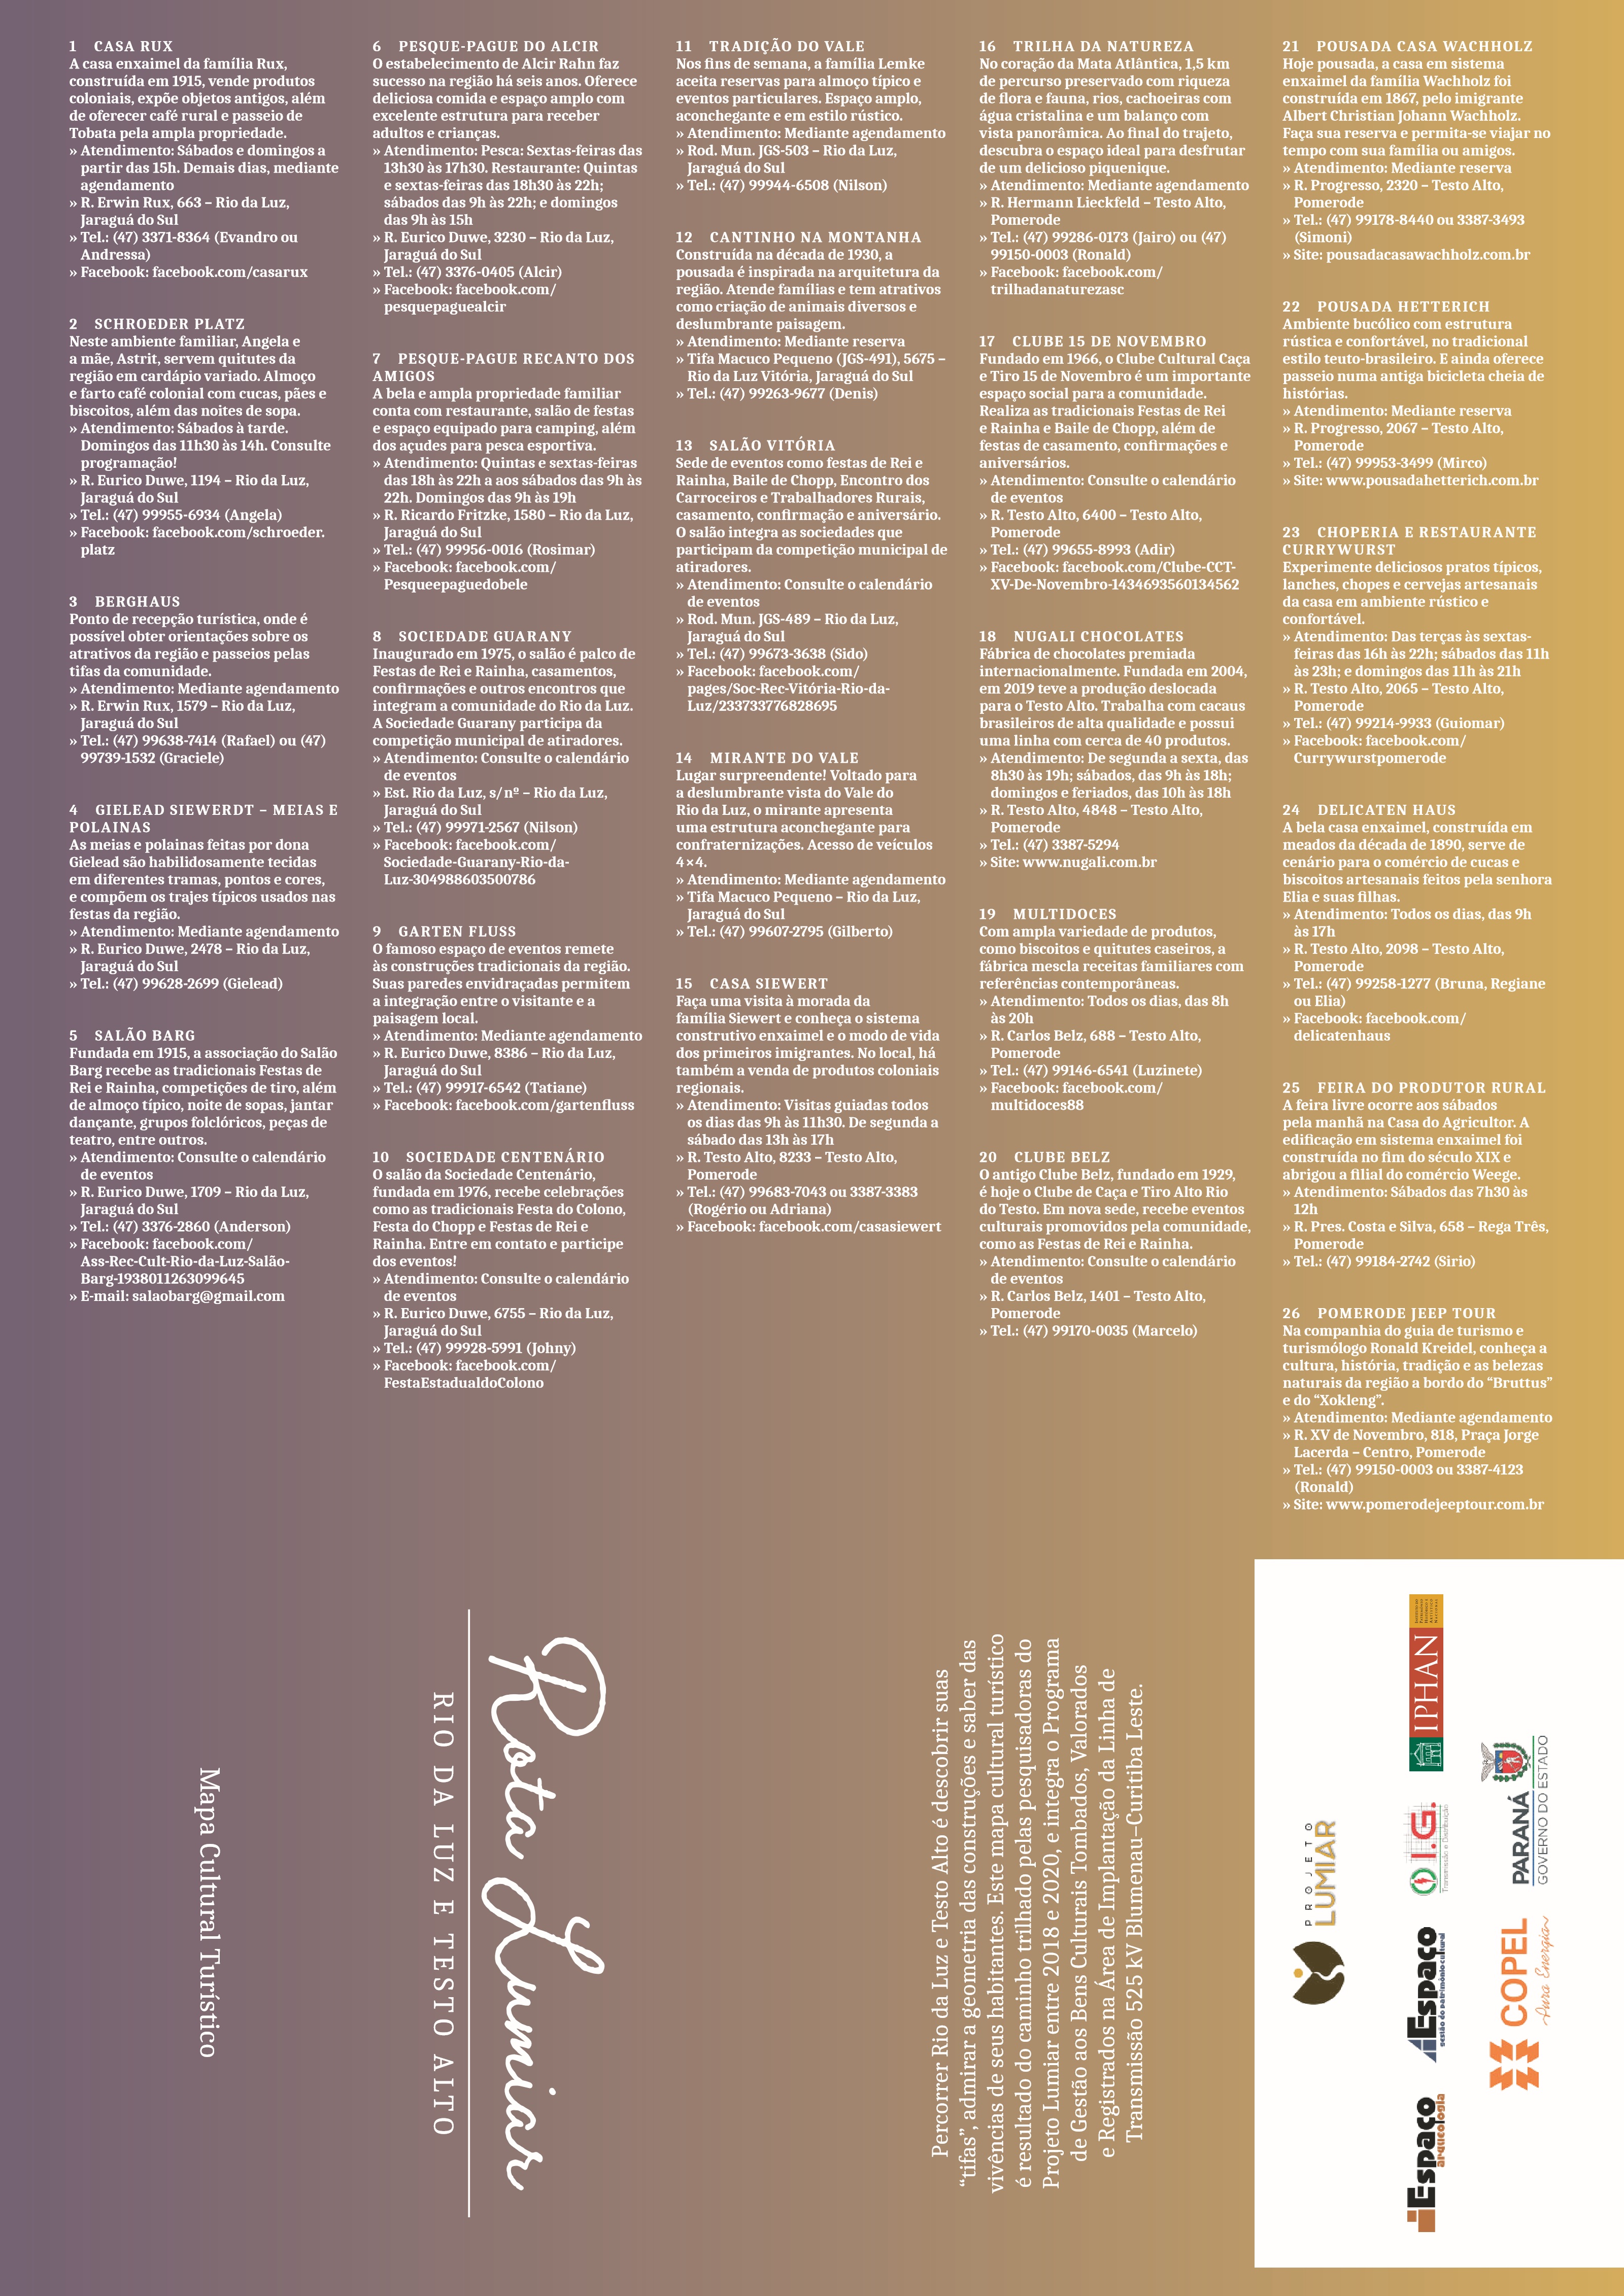 1 CASA RUX
A casa enxaimel da família Rux,
construída em 1915, vende produtos
coloniais, expõe objetos antigos, além
de oferecer café rural e passeio de
Tobata pela ampla propriedade.
» Atendimento: Sábados e domingos a
partir das 15h. Demais dias, mediante
agendamento
» R. Erwin Rux, 663 – Rio da Luz,
Jaraguá do Sul
» Tel.: (47) 3371-8364 (Evandro ou
Andressa)
» Facebook: facebook.com/casarux
2 SCHROEDER PLATZ
Neste ambiente familiar, Angela e
a mãe, Astrit, servem quitutes da
região em cardápio variado. Almoço
e farto café colonial com cucas, pães e
biscoitos, além das noites de sopa.
» Atendimento: Sábados à tarde.
Domingos das 11h30 às 14h. Consulte
programação!
» R. Eurico Duwe, 1194 – Rio da Luz,
Jaraguá do Sul
» Tel.: (47) 99955-6934 (Angela)
» Facebook: facebook.com/schroeder.
platz
3 BERGHAUS
Ponto de recepção turística, onde é
possível obter orientações sobre os
atrativos da região e passeios pelas
tifas da comunidade.
» Atendimento: Mediante agendamento
» R. Erwin Rux, 1579 – Rio da Luz,
Jaraguá do Sul
» Tel.: (47) 99638-7414 (Rafael) ou (47)
99739-1532 (Graciele)
4 GIELEAD SIEWERDT – MEIAS E
POLAINAS
As meias e polainas feitas por dona
Gielead são habilidosamente tecidas
em diferentes tramas, pontos e cores,
e compõem os trajes típicos usados nas
festas da região.
» Atendimento: Mediante agendamento
» R. Eurico Duwe, 2478 – Rio da Luz,
Jaraguá do Sul
» Tel.: (47) 99628-2699 (Gielead)
5 SALÃO BARG
Fundada em 1915, a associação do Salão
Barg recebe as tradicionais Festas de
Rei e Rainha, competições de tiro, além
de almoço típico, noite de sopas, jantar
dançante, grupos folclóricos, peças de
teatro, entre outros.
» Atendimento: Consulte o calendário
de eventos
» R. Eurico Duwe, 1709 – Rio da Luz,
Jaraguá do Sul
» Tel.: (47) 3376-2860 (Anderson)
» Facebook: facebook.com/
Ass-Rec-Cult-Rio-da-Luz-Salão-
Barg-1938011263099645
» E-mail: salaobarg@gmail.com
6 PESQUE-PAGUE DO ALCIR
O estabelecimento de Alcir Rahn faz
sucesso na região há seis anos. Oferece
deliciosa comida e espaço amplo com
excelente estrutura para receber
adultos e crianças.
» Atendimento: Pesca: Sextas-feiras das
13h30 às 17h30. Restaurante: Quintas
e sextas-feiras das 18h30 às 22h;
sábados das 9h às 22h; e domingos
das 9h às 15h
» R. Eurico Duwe, 3230 – Rio da Luz,
Jaraguá do Sul
» Tel.: (47) 3376-0405 (Alcir)
» Facebook: facebook.com/
pesquepaguealcir
7 PESQUE-PAGUE RECANTO DOS
AMIGOS
A bela e ampla propriedade familiar
conta com restaurante, salão de festas
e espaço equipado para camping, além
dos açudes para pesca esportiva.
» Atendimento: Quintas e sextas-feiras
das 18h às 22h a aos sábados das 9h às
22h. Domingos das 9h às 19h
» R. Ricardo Fritzke, 1580 – Rio da Luz,
Jaraguá do Sul
» Tel.: (47) 99956-0016 (Rosimar)
» Facebook: facebook.com/
Pesqueepaguedobele
8 SOCIEDADE GUARANY
Inaugurado em 1975, o salão é palco de
Festas de Rei e Rainha, casamentos,
confirmações e outros encontros que
integram a comunidade do Rio da Luz.
A Sociedade Guarany participa da
competição municipal de atiradores.
» Atendimento: Consulte o calendário
de eventos
» Est. Rio da Luz, s/nº – Rio da Luz,
Jaraguá do Sul
» Tel.: (47) 99971-2567 (Nilson)
» Facebook: facebook.com/
Sociedade-Guarany-Rio-da-
Luz-304988603500786
9 GARTEN FLUSS
O famoso espaço de eventos remete
às construções tradicionais da região.
Suas paredes envidraçadas permitem
a integração entre o visitante e a
paisagem local.
» Atendimento: Mediante agendamento
» R. Eurico Duwe, 8386 – Rio da Luz,
Jaraguá do Sul
» Tel.: (47) 99917-6542 (Tatiane)
» Facebook: facebook.com/gartenfluss
10 SOCIEDADE CENTENÁRIO
O salão da Sociedade Centenário,
fundada em 1976, recebe celebrações
como as tradicionais Festa do Colono,
Festa do Chopp e Festas de Rei e
Rainha. Entre em contato e participe
dos eventos!
» Atendimento: Consulte o calendário
de eventos
» R. Eurico Duwe, 6755 – Rio da Luz,
Jaraguá do Sul
» Tel.: (47) 99928-5991 (Johny)
» Facebook: facebook.com/
FestaEstadualdoColono
11 TRADIÇÃO DO VALE
Nos fins de semana, a família Lemke
aceita reservas para almoço típico e
eventos particulares. Espaço amplo,
aconchegante e em estilo rústico.
» Atendimento: Mediante agendamento
» Rod. Mun. JGS-503 – Rio da Luz,
Jaraguá do Sul
» Tel.: (47) 99944-6508 (Nilson)
12 CANTINHO NA MONTANHA
Construída na década de 1930, a
pousada é inspirada na arquitetura da
região. Atende famílias e tem atrativos
como criação de animais diversos e
deslumbrante paisagem.
» Atendimento: Mediante reserva
» Tifa Macuco Pequeno (JGS-491), 5675 –
Rio da Luz Vitória, Jaraguá do Sul
» Tel.: (47) 99263-9677 (Denis)
13 SALÃO VITÓRIA
Sede de eventos como festas de Rei e
Rainha, Baile de Chopp, Encontro dos
Carroceiros e Trabalhadores Rurais,
casamento, confirmação e aniversário.
O salão integra as sociedades que
participam da competição municipal de
atiradores.
» Atendimento: Consulte o calendário
de eventos
» Rod. Mun. JGS-489 – Rio da Luz,
Jaraguá do Sul
» Tel.: (47) 99673-3638 (Sido)
» Facebook: facebook.com/
pages/Soc-Rec-Vitória-Rio-da-
Luz/233733776828695
14 MIRANTE DO VALE
Lugar surpreendente! Voltado para
a deslumbrante vista do Vale do
Rio da Luz, o mirante apresenta
uma estrutura aconchegante para
confraternizações. Acesso de veículos
4×4.
» Atendimento: Mediante agendamento
» Tifa Macuco Pequeno – Rio da Luz,
Jaraguá do Sul
» Tel.: (47) 99607-2795 (Gilberto)
15 CASA SIEWERT
Faça uma visita à morada da
família Siewert e conheça o sistema
construtivo enxaimel e o modo de vida
dos primeiros imigrantes. No local, há
também a venda de produtos coloniais
regionais.
» Atendimento: Visitas guiadas todos
os dias das 9h às 11h30. De segunda a
sábado das 13h às 17h
» R. Testo Alto, 8233 – Testo Alto,
Pomerode
» Tel.: (47) 99683-7043 ou 3387-3383
(Rogério ou Adriana)
» Facebook: facebook.com/casasiewert
16 TRILHA DA NATUREZA
No coração da Mata Atlântica, 1,5 km
de percurso preservado com riqueza
de flora e fauna, rios, cachoeiras com
água cristalina e um balanço com
vista panorâmica. Ao final do trajeto,
descubra o espaço ideal para desfrutar
de um delicioso piquenique.
» Atendimento: Mediante agendamento
» R. Hermann Lieckfeld – Testo Alto,
Pomerode
» Tel.: (47) 99286-0173 (Jairo) ou (47)
99150-0003 (Ronald)
» Facebook: facebook.com/
trilhadanaturezasc
17 CLUBE 15 DE NOVEMBRO
Fundado em 1966, o Clube Cultural Caça
e Tiro 15 de Novembro é um importante
espaço social para a comunidade.
Realiza as tradicionais Festas de Rei
e Rainha e Baile de Chopp, além de
festas de casamento, confirmações e
aniversários.
» Atendimento: Consulte o calendário
de eventos
» R. Testo Alto, 6400 – Testo Alto,
Pomerode
» Tel.: (47) 99655-8993 (Adir)
» Facebook: facebook.com/Clube-CCT-
XV-De-Novembro-1434693560134562
18 NUGALI CHOCOLATES
Fábrica de chocolates premiada
internacionalmente. Fundada em 2004,
em 2019 teve a produção deslocada
para o Testo Alto. Trabalha com cacaus
brasileiros de alta qualidade e possui
uma linha com cerca de 40 produtos.
» Atendimento: De segunda a sexta, das
8h30 às 19h; sábados, das 9h às 18h;
domingos e feriados, das 10h às 18h
» R. Testo Alto, 4848 – Testo Alto,
Pomerode
» Tel.: (47) 3387-5294
» Site: www.nugali.com.br
19 MULTIDOCES
Com ampla variedade de produtos,
como biscoitos e quitutes caseiros, a
fábrica mescla receitas familiares com
referências contemporâneas.
» Atendimento: Todos os dias, das 8h
às 20h
» R. Carlos Belz, 688 – Testo Alto,
Pomerode
» Tel.: (47) 99146-6541 (Luzinete)
» Facebook: facebook.com/
multidoces88
20 CLUBE BELZ
O antigo Clube Belz, fundado em 1929,
é hoje o Clube de Caça e Tiro Alto Rio
do Testo. Em nova sede, recebe eventos
culturais promovidos pela comunidade,
como as Festas de Rei e Rainha.
» Atendimento: Consulte o calendário
de eventos
» R. Carlos Belz, 1401 – Testo Alto,
Pomerode
» Tel.: (47) 99170-0035 (Marcelo)
21 POUSADA CASA WACHHOLZ
Hoje pousada, a casa em sistema
enxaimel da família Wachholz foi
construída em 1867, pelo imigrante
Albert Christian Johann Wachholz.
Faça sua reserva e permita-se viajar no
tempo com sua família ou amigos.
» Atendimento: Mediante reserva
» R. Progresso, 2320 – Testo Alto,
Pomerode
» Tel.: (47) 99178-8440 ou 3387-3493
(Simoni)
» Site: pousadacasawachholz.com.br
22 POUSADA HETTERICH
Ambiente bucólico com estrutura
rústica e confortável, no tradicional
estilo teuto-brasileiro. E ainda oferece
passeio numa antiga bicicleta cheia de
histórias.
» Atendimento: Mediante reserva
» R. Progresso, 2067 – Testo Alto,
Pomerode
» Tel.: (47) 99953-3499 (Mirco)
» Site: www.pousadahetterich.com.br
23 CHOPERIA E RESTAURANTE
CURRYWURST
Experimente deliciosos pratos típicos,
lanches, chopes e cervejas artesanais
da casa em ambiente rústico e
confortável.
» Atendimento: Das terças às sextas-
feiras das 16h às 22h; sábados das 11h
às 23h; e domingos das 11h às 21h
» R. Testo Alto, 2065 – Testo Alto,
Pomerode
» Tel.: (47) 99214-9933 (Guiomar)
» Facebook: facebook.com/
Currywurstpomerode
24 DELICATEN HAUS
A bela casa enxaimel, construída em
meados da década de 1890, serve de
cenário para o comércio de cucas e
biscoitos artesanais feitos pela senhora
Elia e suas filhas.
» Atendimento: Todos os dias, das 9h
às 17h
» R. Testo Alto, 2098 – Testo Alto,
Pomerode
» Tel.: (47) 99258-1277 (Bruna, Regiane
ou Elia)
» Facebook: facebook.com/
delicatenhaus
25 FEIRA DO PRODUTOR RURAL
A feira livre ocorre aos sábados
pela manhã na Casa do Agricultor. A
edificação em sistema enxaimel foi
construída no fim do século XIX e
abrigou a filial do comércio Weege.
» Atendimento: Sábados das 7h30 às
12h
» R. Pres. Costa e Silva, 658 – Rega Três,
Pomerode
» Tel.: (47) 99184-2742 (Sirio)
26 POMERODE JEEP TOUR
Na companhia do guia de turismo e
turismólogo Ronald Kreidel, conheça a
cultura, história, tradição e as belezas
naturais da região a bordo do “Bruttus”
e do “Xokleng”.
» Atendimento: Mediante agendamento
» R. XV de Novembro, 818, Praça Jorge
Lacerda – Centro, Pomerode
» Tel.: (47) 99150-0003 ou 3387-4123
(Ronald)
» Site: www.pomerodejeeptour.com.br
Rota Lumiar
RIO DA LUZ E TESTO ALTO
Mapa Cultural Turístico
Percorrer Rio da Luz e Testo Alto é descobrir suas
“tifas”, admirar a geometria das construções e saber das
vivências de seus habitantes. Este mapa cultural turístico
é resultado do caminho trilhado pelas pesquisadoras do
Projeto Lumiar entre 2018 e 2020, e integra o Programa
de Gestão aos Bens Culturais Tombados, Valorados
e Registrados na Área de Implantação da Linha de
Transmissão 525 kV Blumenau–Curitiba Leste.
PROJETO
LUMIAR
Espaço
arqueologia
Espaço
gestão do patrimônio cultural
I.G.
Transmissão e Distribuição
IPHAN
COPEL
Pura Energia
PARANÁ
GOVERNO DO ESTADO